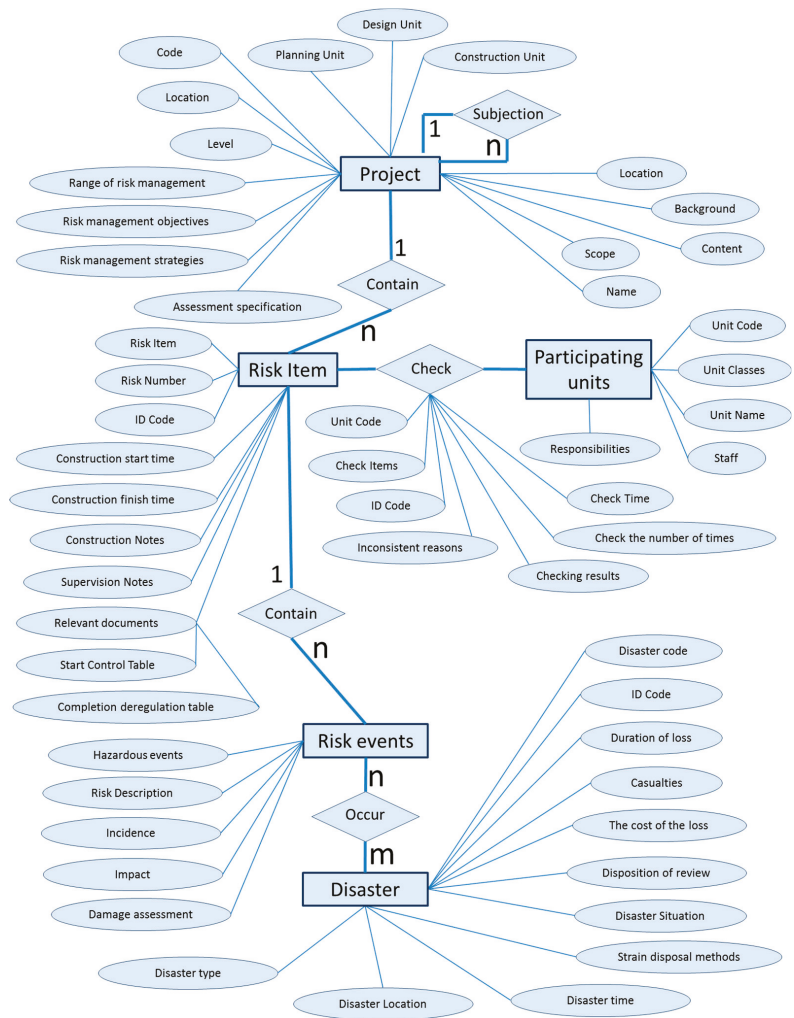 Design Unit
Planning Unit
Construction Unit
Code
Location
Level
Subjection
1
n
Project
Range of risk management
Risk management objectives
Risk management strategies
Assessment specification
Location
Background
Content
Scope
Name
1
Contain
n
Risk Item
Risk Number
ID Code
Risk Item
Check
Participating
units
Unit Code
Unit Classes
Unit Name
Staff
Responsibilities
Unit Code
Check Items
ID Code
Inconsistent reasons
Check Time
Check the number of times
Checking results
Construction start time
Construction finish time
Construction Notes
Supervision Notes
Relevant documents
Start Control Table
Completion deregulation table
1
Contain
n
Risk events
Hazardous events
Risk Description
Incidence
Impact
Damage assessment
n
Occur
m
Disaster
Disaster code
ID Code
Duration of loss
Casualties
The cost of the loss
Disposition of review
Disaster Situation
Strain disposal methods
Disaster type
Disaster Location
Disaster time